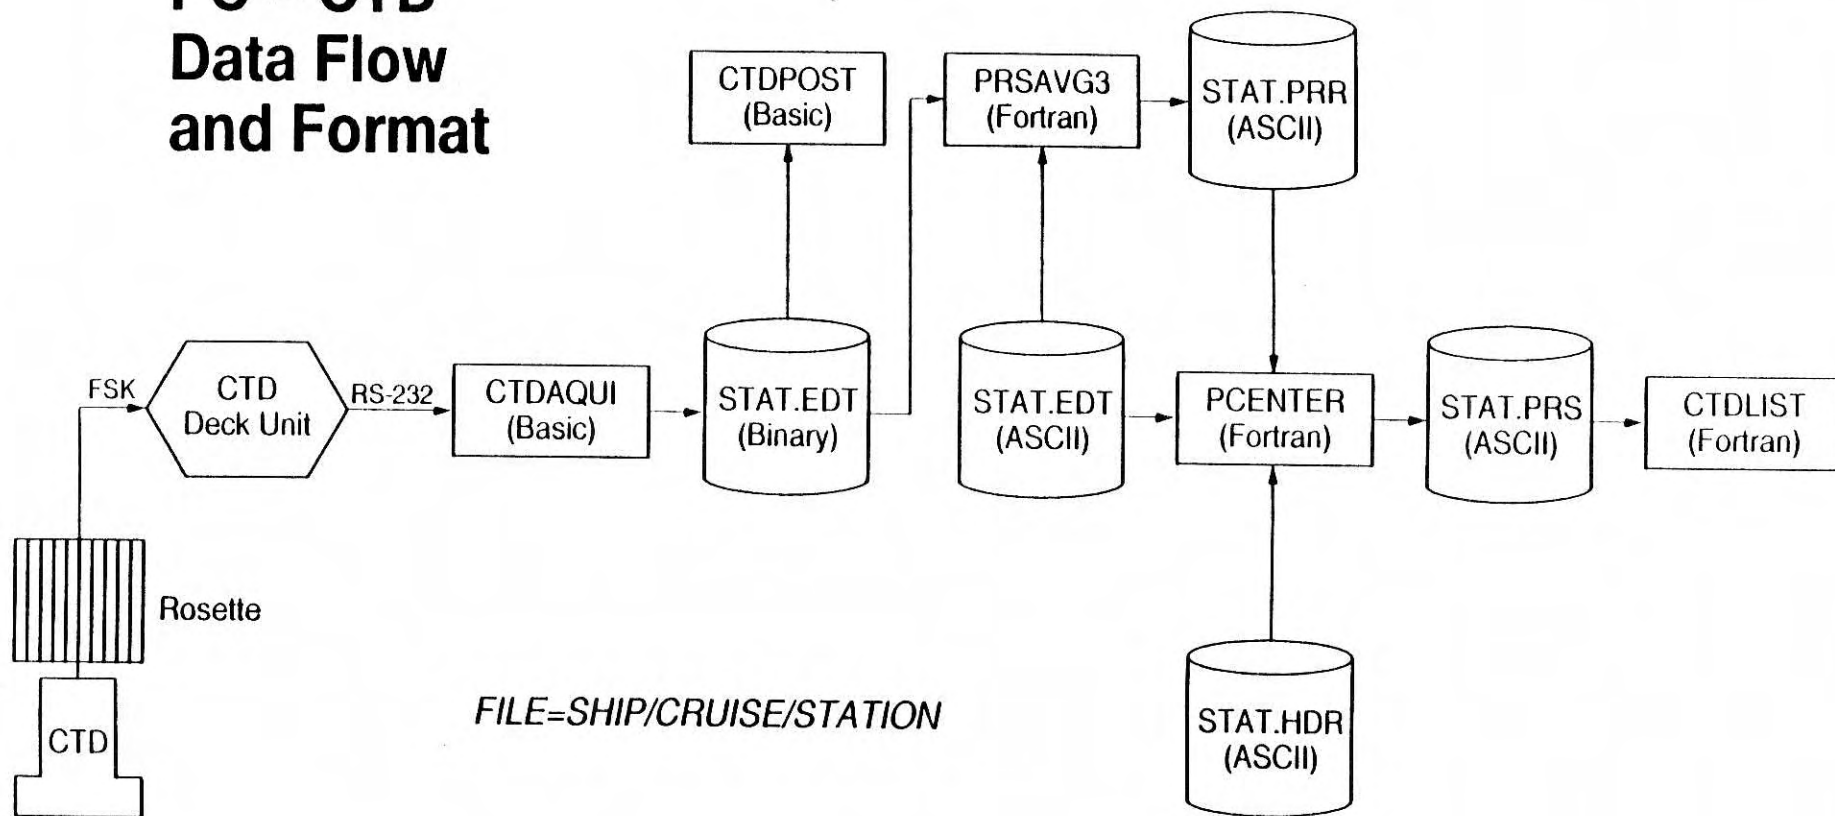 Data Flow
and Format
CTDPOST
(Basic)
PRSAVG3
(Fortran)
STAT.PRR
(ASCII)
FSK
CTD
Deck Unit
RS-232
CTDAQUI
(Basic)
STAT.EDT
(Binary)
STAT.EDT
(ASCII)
PCENTER
(Fortran)
STAT.PRS
(ASCII)
CTDLIST
(Fortran)
Rosette
CTD
FILE=SHIP/CRUISE/STATION
STAT.HDR
(ASCII)